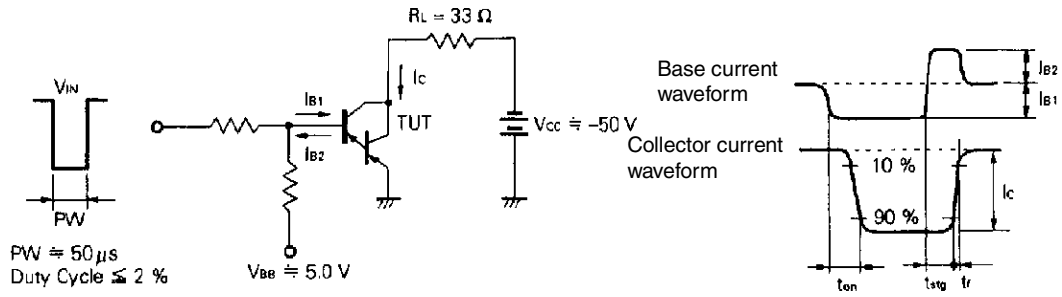 RL = 33 Ω
VIN
IC
IB1
TUT
IB2
VCC ≒ –50 V
PW
PW ≒ 50 μs
Duty Cycle ≦ 2 %
VBB ≒ 5.0 V
Base current
waveform
IB2
IB1
Collector current
waveform
10 %
90 %
IC
ton
tstg
tf